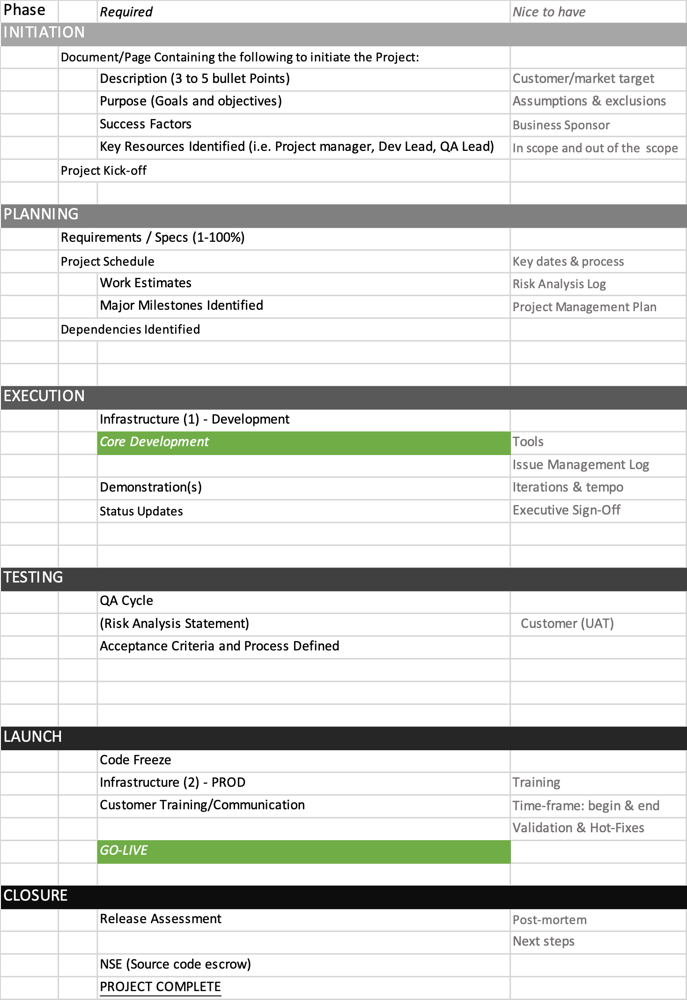 Phase Required Nice to have
INITIATION
Document/Page Containing the following to initiate the Project:
Description (3 to 5 bullet Points) Customer/market target
Purpose (Goals and objectives) Assumptions & exclusions
Success Factors Business Sponsor
Key Resources Identified (i.e. Project manager, Dev Lead, QA Lead) In scope and out of the scope
Project Kick-off
PLANNING
Requirements / Specs (1-100%)
Project Schedule Key dates & process
Work Estimates Risk Analysis Log
Major Milestones Identified Project Management Plan
Dependencies Identified
EXECUTION
Infrastructure (1) - Development
Core Development Tools
Issue Management Log
Demonstration(s) Iterations & tempo
Status Updates Executive Sign-Off
TESTING
QA Cycle
(Risk Analysis Statement) Customer (UAT)
Acceptance Criteria and Process Defined
LAUNCH
Code Freeze
Infrastructure (2) - PROD Training
Customer Training/Communication Time-frame: begin & end
Validation & Hot-Fixes
GO-LIVE
CLOSURE
Release Assessment Post-mortem
Next steps
NSE (Source code escrow)
PROJECT COMPLETE